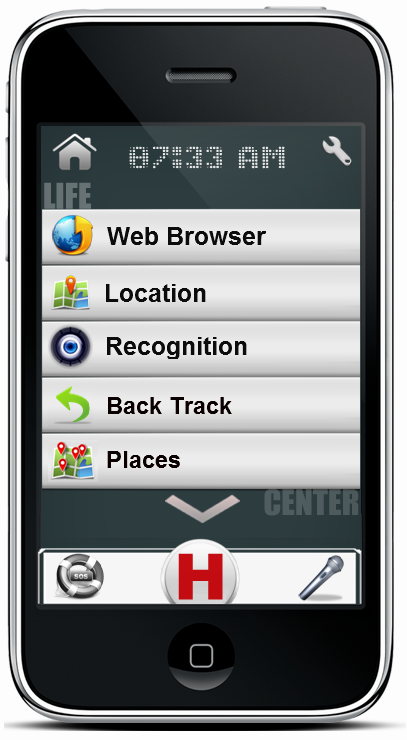 07:33 AM
LIFE
Web Browser
Location
Recognition
Back Track
Places
CENTER
SOS
H